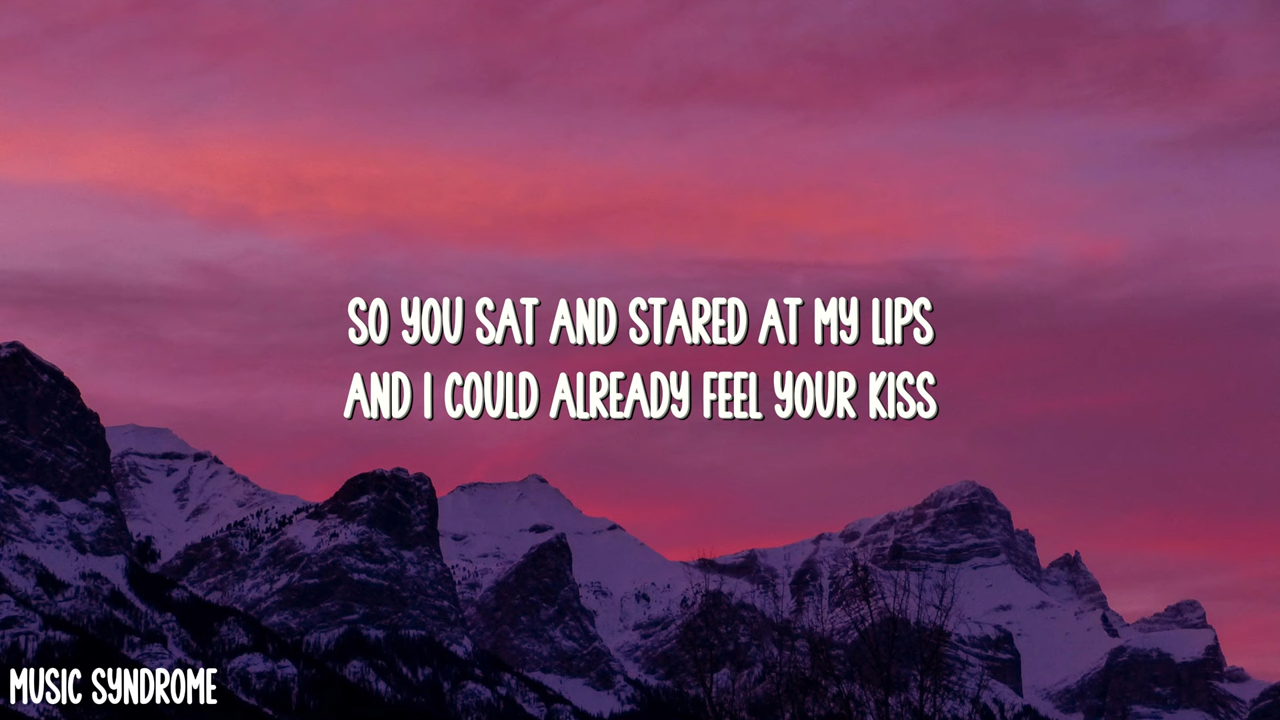 SO YOU SAT AND STARED AT MY LIPS
AND I COULD ALREADY FEEL YOUR KISS
MUSIC SYNDROME